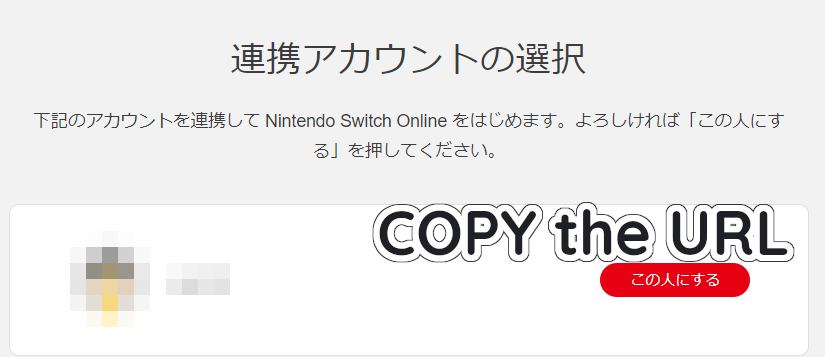 連携アカウントの選択
下記のアカウントを連携して Nintendo Switch Online をはじめます。よろしければ「この人にす
る」を押してください。
COPY the URL
この人にする